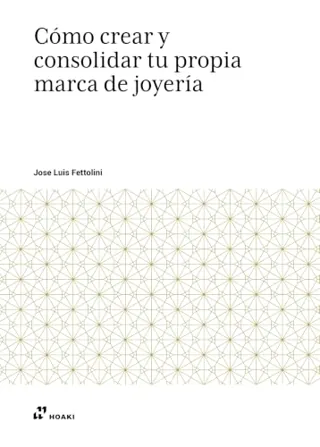 Cómo crear y
consolidar tu propia
marca de joyería
Jose Luis Fettolini
HOAKI